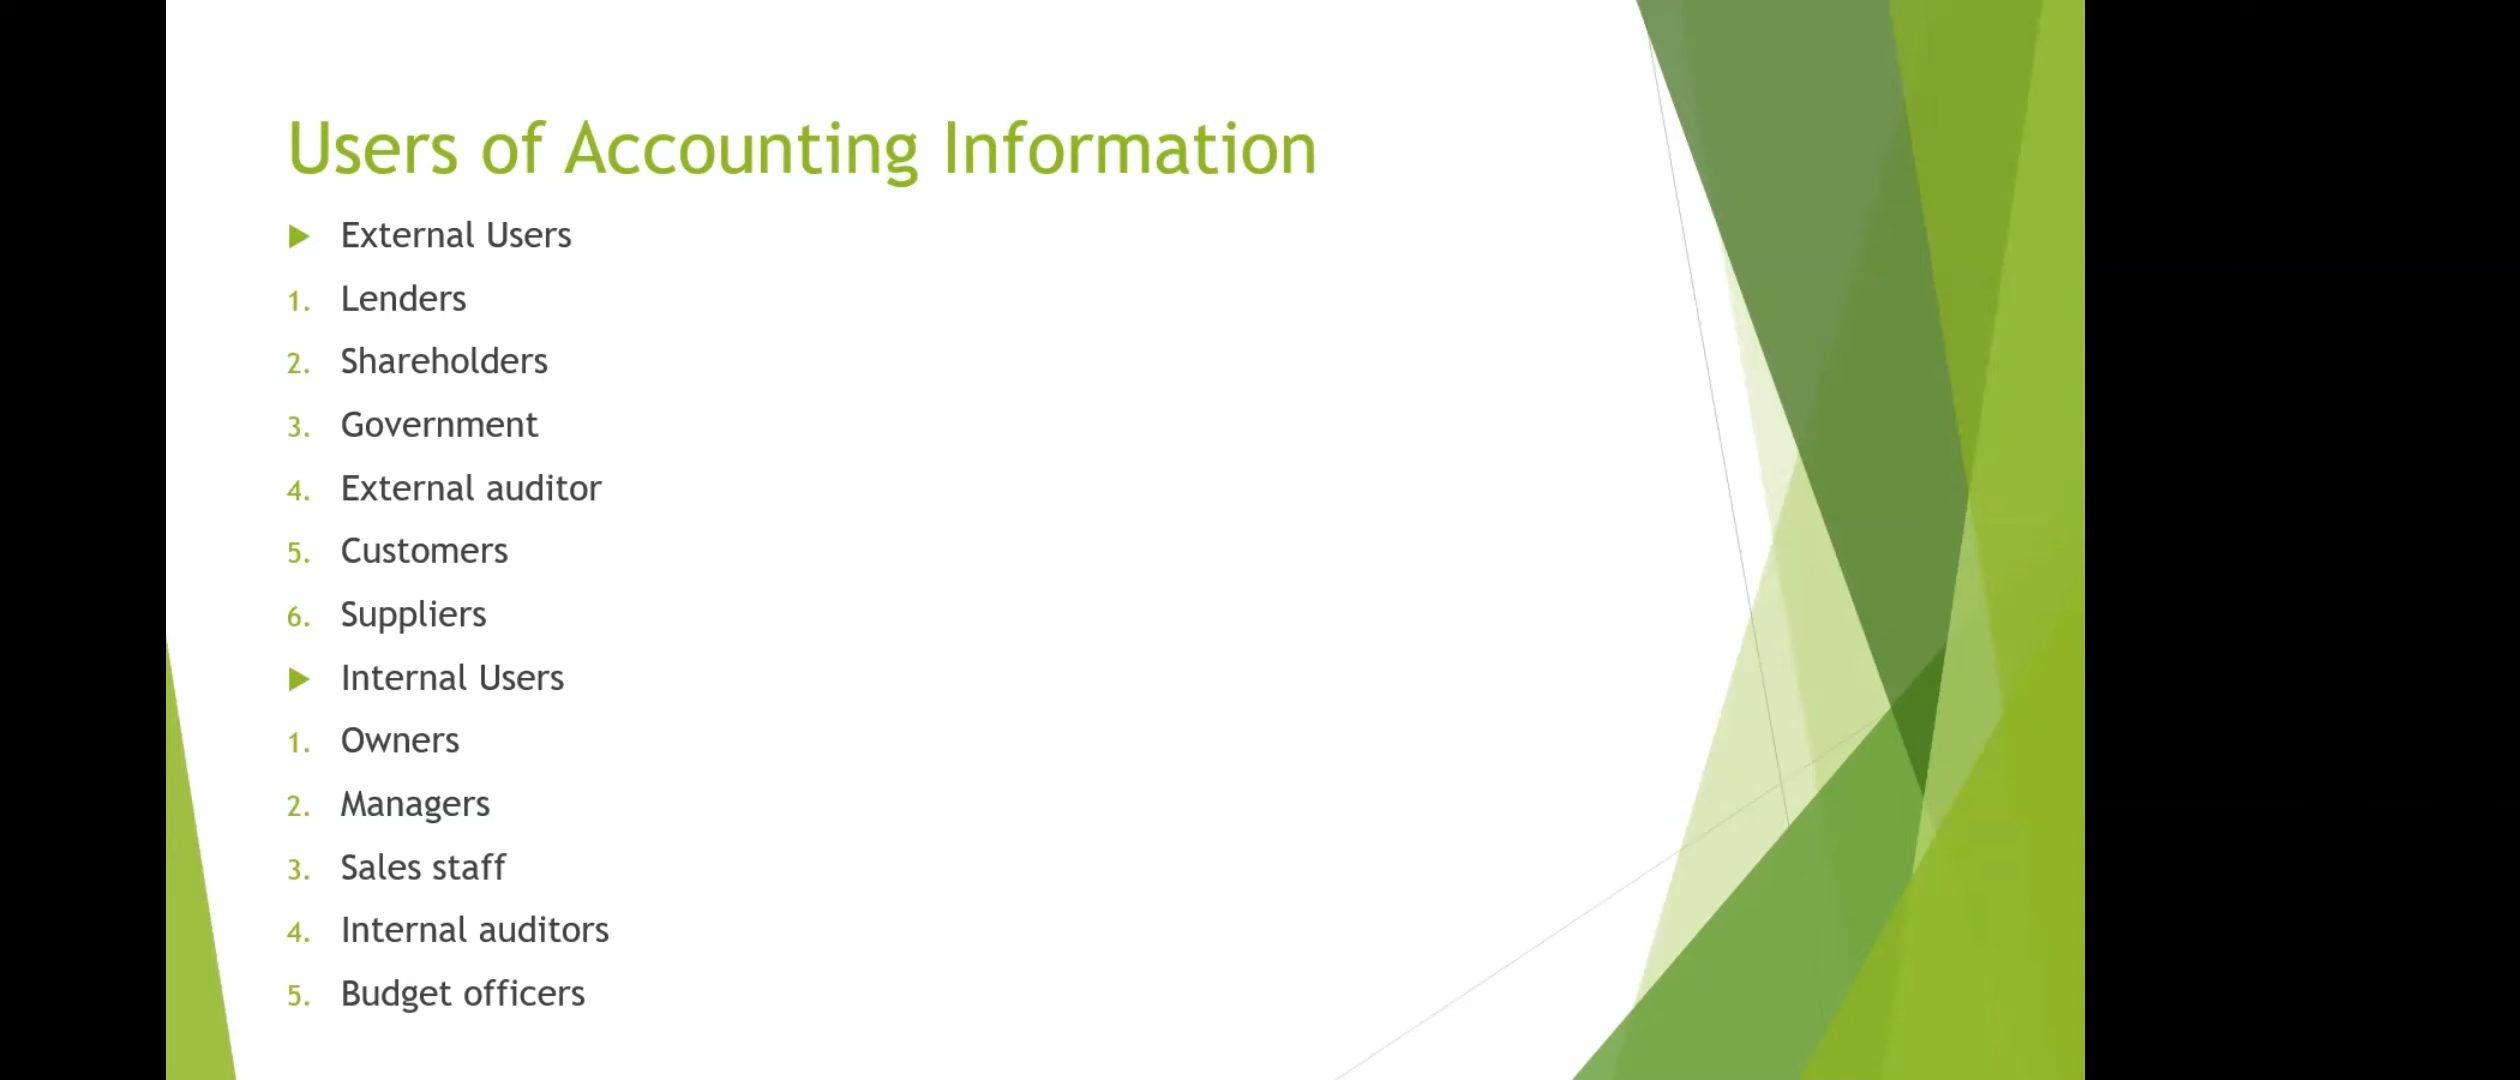 Users of Accounting Information
▶ External Users
1. Lenders
2. Shareholders
3. Government
4. External auditor
5. Customers
6. Suppliers
▶ Internal Users
1. Owners
2. Managers
3. Sales staff
4. Internal auditors
5. Budget officers